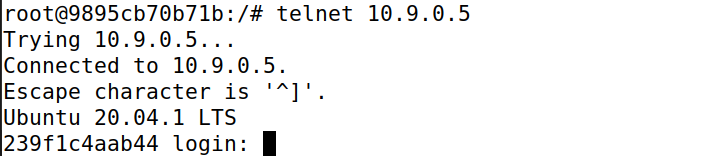 root@9895cb70b71b:/# telnet 10.9.0.5
Trying 10.9.0.5...
Connected to 10.9.0.5.
Escape character is '^]'.
Ubuntu 20.04.1 LTS
239f1c4aab44 login: